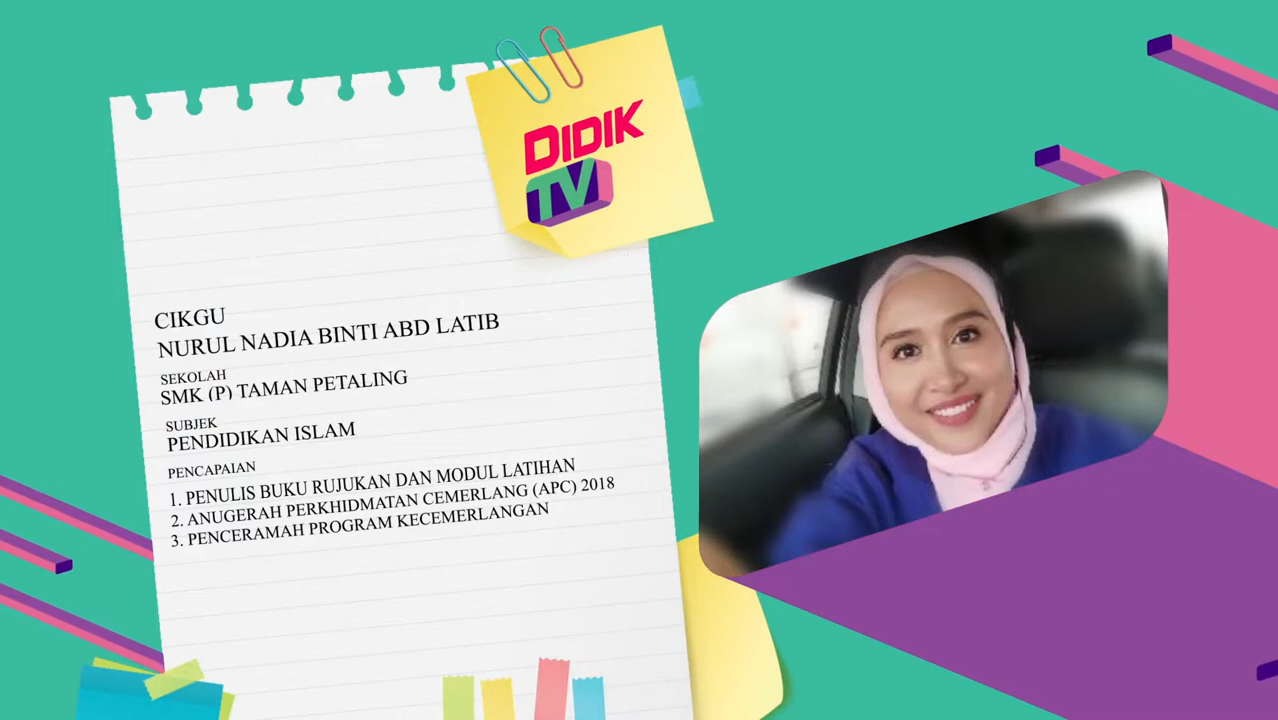 DIDIK
TV
CIKGU
NURUL NADIA BINTI ABD LATIB
SEKOLAH
SMK (P) TAMAN PETALING
SUBJEK
PENDIDIKAN ISLAM
PENCAPAIAN
1. PENULIS BUKU RUJUKAN DAN MODUL LATIHAN
2. ANUGERAH PERKHIDMATAN CEMERLANG (APC) 2018
3. PENCERAMAH PROGRAM KECEMERLANGAN